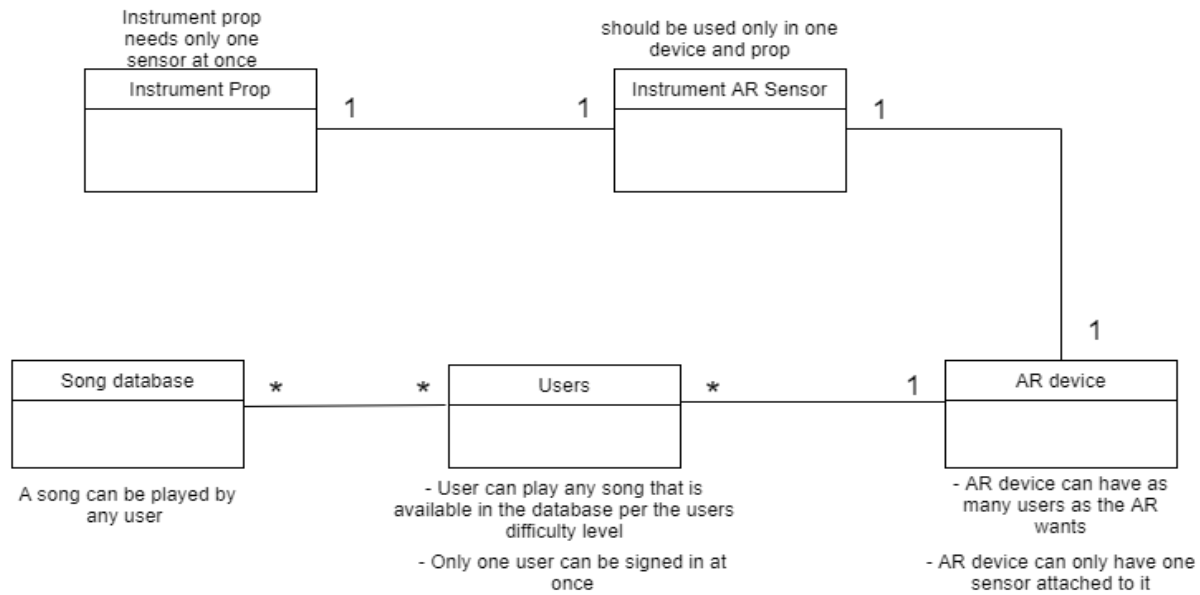 Instrument prop
needs only one
sensor at once
should be used only in one
device and prop
Instrument Prop
1
1
Instrument AR Sensor
1
1
Song database
*
*
Users
*
1
AR device
A song can be played by
any user
- User can play any song that is
available in the database per the users
difficulty level
- Only one user can be signed in at
once
- AR device can have as
many users as the AR
wants
- AR device can only have one
sensor attached to it